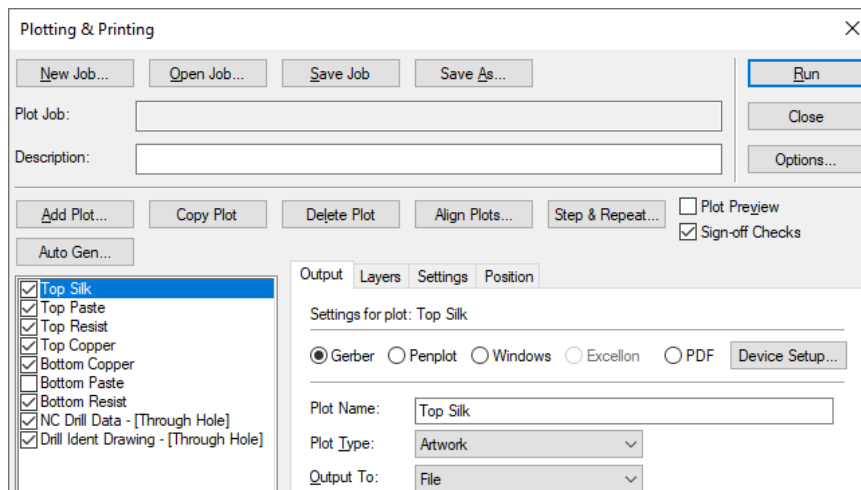 Plotting & Printing
New Job... Open Job... Save Job Save As... Run
Plot Job: Close
Description: Options...
Add Plot... Copy Plot Delete Plot Align Plots... Step & Repeat... Plot Preview
Sign-off Checks
Auto Gen...
Output Layers Settings Position
Top Silk
Top Paste
Top Resist
Top Copper
Bottom Copper
Bottom Paste
Bottom Resist
NC Drill Data - [Through Hole]
Drill Ident Drawing - [Through Hole]
Settings for plot: Top Silk
Gerber Penplot Windows Excellon PDF Device Setup...
Plot Name: Top Silk
Plot Type: Artwork
Output To: File